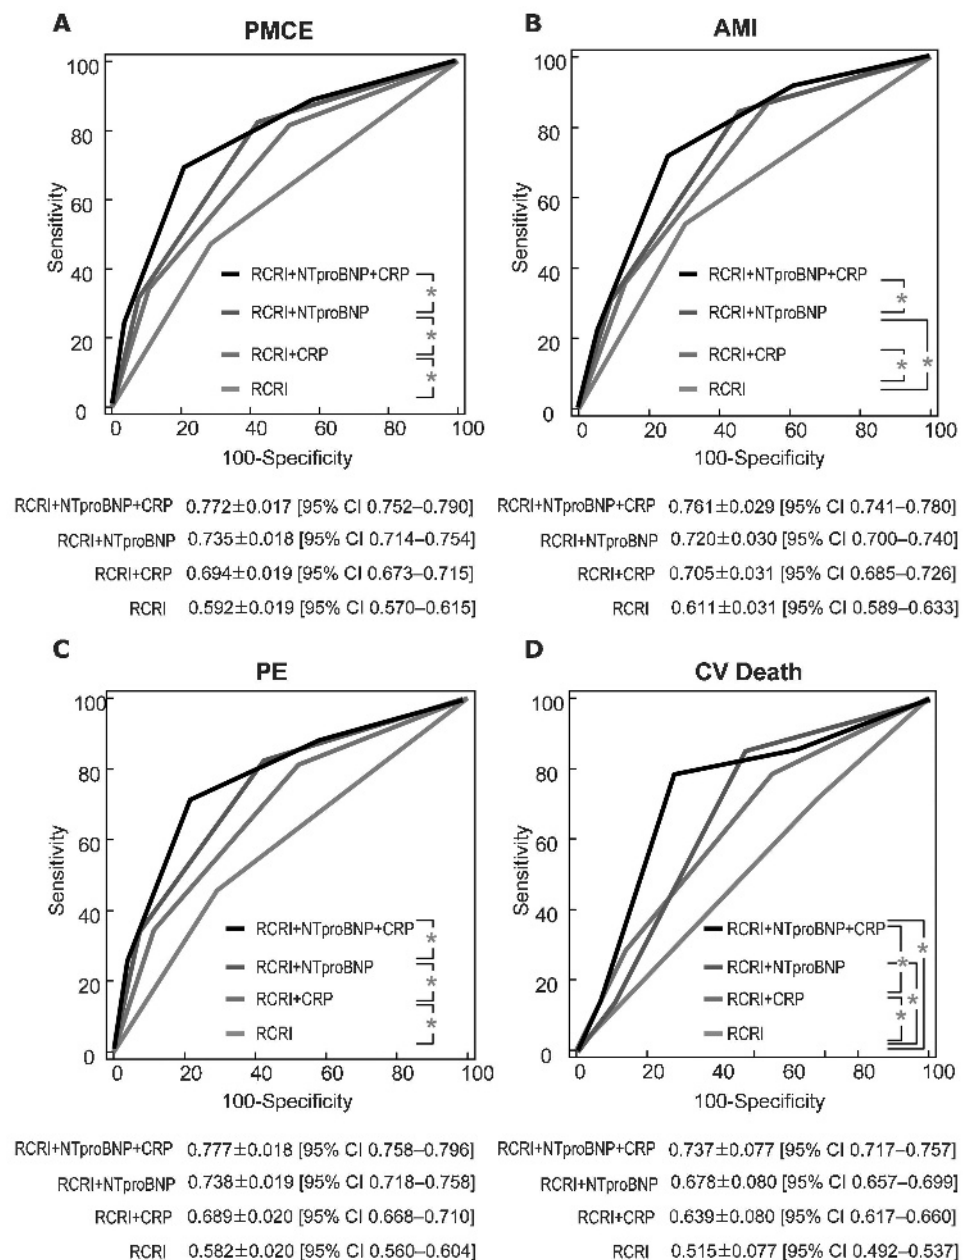 A
PMCE
100
80
60
40
20
0
Sensitivity
RCRI+NTproBNP+CRP
RCRI+NTproBNP
RCRI+CRP
RCRI
*
*
*
0 20 40 60 80 100
100-Specificity
RCRI+NTproBNP+CRP 0.772±0.017 [95% CI 0.752–0.790]
RCRI+NTproBNP 0.735±0.018 [95% CI 0.714–0.754]
RCRI+CRP 0.694±0.019 [95% CI 0.673–0.715]
RCRI 0.592±0.019 [95% CI 0.570–0.615]
B
AMI
100
80
60
40
20
0
Sensitivity
RCRI+NTproBNP+CRP
RCRI+NTproBNP
RCRI+CRP
RCRI
*
*
*
0 20 40 60 80 100
100-Specificity
RCRI+NTproBNP+CRP 0.761±0.029 [95% CI 0.741–0.780]
RCRI+NTproBNP 0.720±0.030 [95% CI 0.700–0.740]
RCRI+CRP 0.705±0.031 [95% CI 0.685–0.726]
RCRI 0.611±0.031 [95% CI 0.589–0.633]
C
PE
100
80
60
40
20
0
Sensitivity
RCRI+NTproBNP+CRP
RCRI+NTproBNP
RCRI+CRP
RCRI
*
*
*
0 20 40 60 80 100
100-Specificity
RCRI+NTproBNP+CRP 0.777±0.018 [95% CI 0.758–0.796]
RCRI+NTproBNP 0.738±0.019 [95% CI 0.718–0.758]
RCRI+CRP 0.689±0.020 [95% CI 0.668–0.710]
RCRI 0.582±0.020 [95% CI 0.560–0.604]
D
CV Death
100
80
60
40
20
0
Sensitivity
RCRI+NTproBNP+CRP
RCRI+NTproBNP
RCRI+CRP
RCRI
*
*
*
*
0 20 40 60 80 100
100-Specificity
RCRI+NTproBNP+CRP 0.737±0.077 [95% CI 0.717–0.757]
RCRI+NTproBNP 0.678±0.080 [95% CI 0.657–0.699]
RCRI+CRP 0.639±0.080 [95% CI 0.617–0.660]
RCRI 0.515±0.077 [95% CI 0.492–0.537]